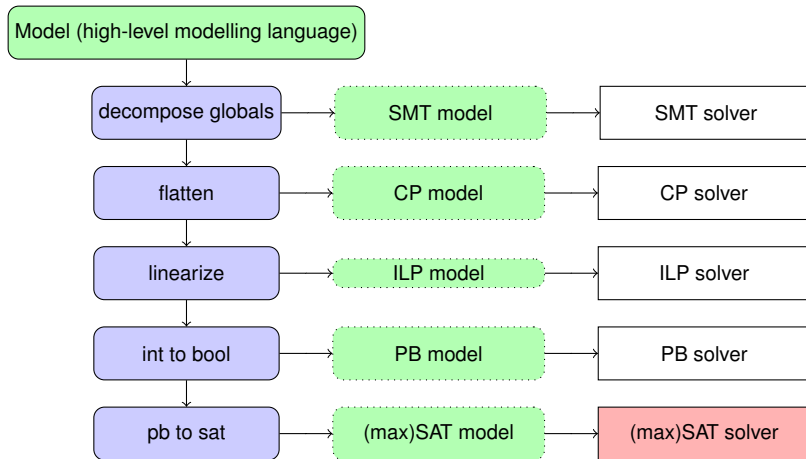 Model (high-level modelling language)
decompose globals
SMT model
SMT solver
flatten
CP model
CP solver
linearize
ILP model
ILP solver
int to bool
PB model
PB solver
pb to sat
(max)SAT model
(max)SAT solver